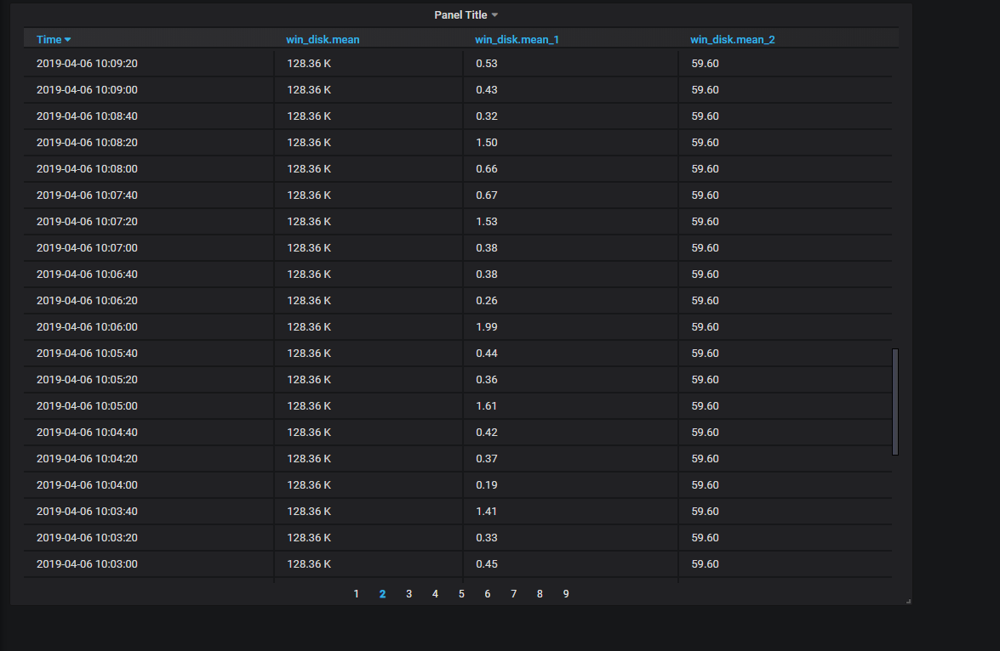 Panel Title
Time win_disk.mean win_disk.mean_1 win_disk.mean_2
2019-04-06 10:09:20 128.36 K 0.53 59.60
2019-04-06 10:09:00 128.36 K 0.43 59.60
2019-04-06 10:08:40 128.36 K 0.32 59.60
2019-04-06 10:08:20 128.36 K 1.50 59.60
2019-04-06 10:08:00 128.36 K 0.66 59.60
2019-04-06 10:07:40 128.36 K 0.67 59.60
2019-04-06 10:07:20 128.36 K 1.53 59.60
2019-04-06 10:07:00 128.36 K 0.38 59.60
2019-04-06 10:06:40 128.36 K 0.38 59.60
2019-04-06 10:06:20 128.36 K 0.26 59.60
2019-04-06 10:06:00 128.36 K 1.99 59.60
2019-04-06 10:05:40 128.36 K 0.44 59.60
2019-04-06 10:05:20 128.36 K 0.36 59.60
2019-04-06 10:05:00 128.36 K 1.61 59.60
2019-04-06 10:04:40 128.36 K 0.42 59.60
2019-04-06 10:04:20 128.36 K 0.37 59.60
2019-04-06 10:04:00 128.36 K 0.19 59.60
2019-04-06 10:03:40 128.36 K 1.41 59.60
2019-04-06 10:03:20 128.36 K 0.33 59.60
2019-04-06 10:03:00 128.36 K 0.45 59.60
1 2 3 4 5 6 7 8 9